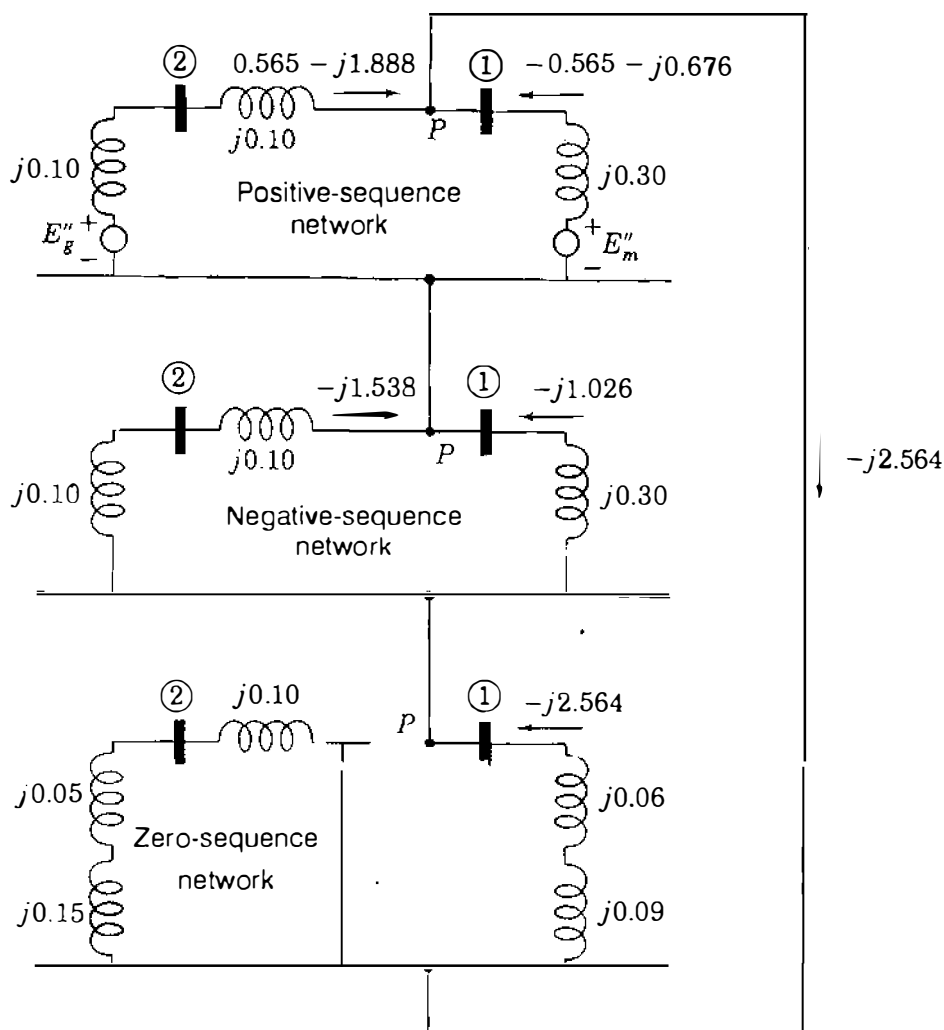 ② 0.565 − j1.888 ① −0.565 − j0.676
P
j0.10
j0.10 j0.30
Positive-sequence
network
E″g + −
+ − E″m
② −j1.538 ① −j1.026
P
j0.10
−j2.564
j0.10 j0.30
Negative-sequence
network
② j0.10 ① −j2.564
P
j0.05 j0.06
Zero-sequence
network
j0.15 j0.09